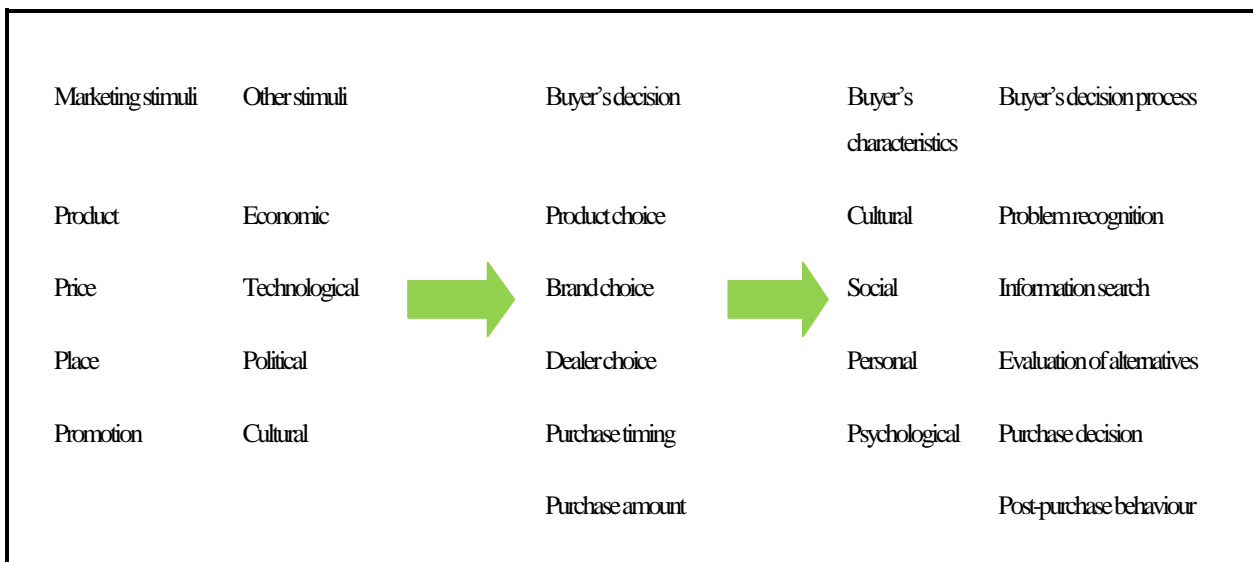 Marketing stimuli Other stimuli Buyer's decision Buyer's Buyer's decision process
characteristics
Product Economic Product choice Cultural Problem recognition
Price Technological Brand choice Social Information search
Place Political Dealer choice Personal Evaluation of alternatives
Promotion Cultural Purchase timing Psychological Purchase decision
Purchase amount Post-purchase behaviour